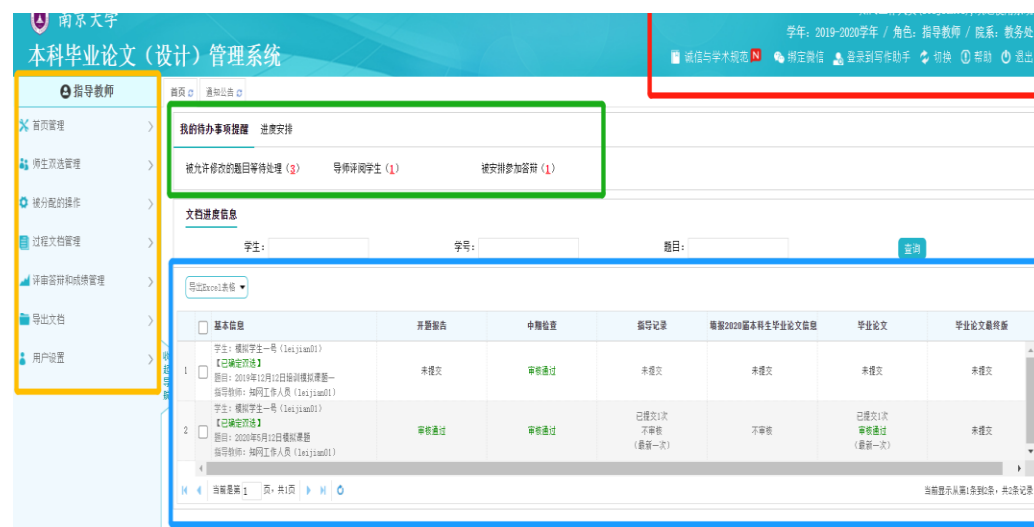 南京大学
本科毕业论文（设计）管理系统
学年：2019-2020学年 / 角色：指导教师 / 院系：教务处
诚信与学术规范 N 绑定微信 登录到写作助手 切换 帮助 退出
指导教师
首页管理
师生双选管理
被分配的操作
过程文档管理
评审答辩和成绩管理
导出文档
用户设置
首页 通知公告
我的待办事项提醒 进度安排
被允许修改的题目等待处理（3） 导师评阅学生（1） 被安排参加答辩（1）
文档进度信息
学生： 学号： 题目： 查询
导出Excel表格
基本信息 开题报告 中期检查 指导记录 填报2020届本科生毕业论文信息 毕业论文 毕业论文最终版
学生：模拟学生一号（leijian01）
【已确定双选】
1 题目：2019年12月12日培训模拟课题一 未提交 审核通过 未提交 未提交 未提交 未提交
指导教师：知网工作人员（leijian01）
学生：模拟学生一号（leijian01）
【已确定双选】 已提交1次 已提交1次
2 题目：2020年5月12日模拟课题 审核通过 审核通过 不审核 不审核 审核通过 未提交
指导教师：知网工作人员（leijian01） （最新一次） （最新一次）
当前是第 1 页，共1页 当前显示从第1条到2条，共2条记录